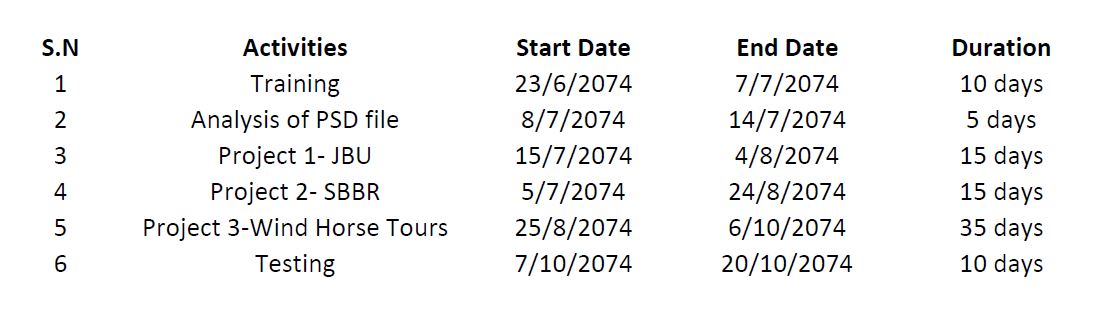 S.N Activities Start Date End Date Duration
1 Training 23/6/2074 7/7/2074 10 days
2 Analysis of PSD file 8/7/2074 14/7/2074 5 days
3 Project 1- JBU 15/7/2074 4/8/2074 15 days
4 Project 2- SBBR 5/7/2074 24/8/2074 15 days
5 Project 3-Wind Horse Tours 25/8/2074 6/10/2074 35 days
6 Testing 7/10/2074 20/10/2074 10 days